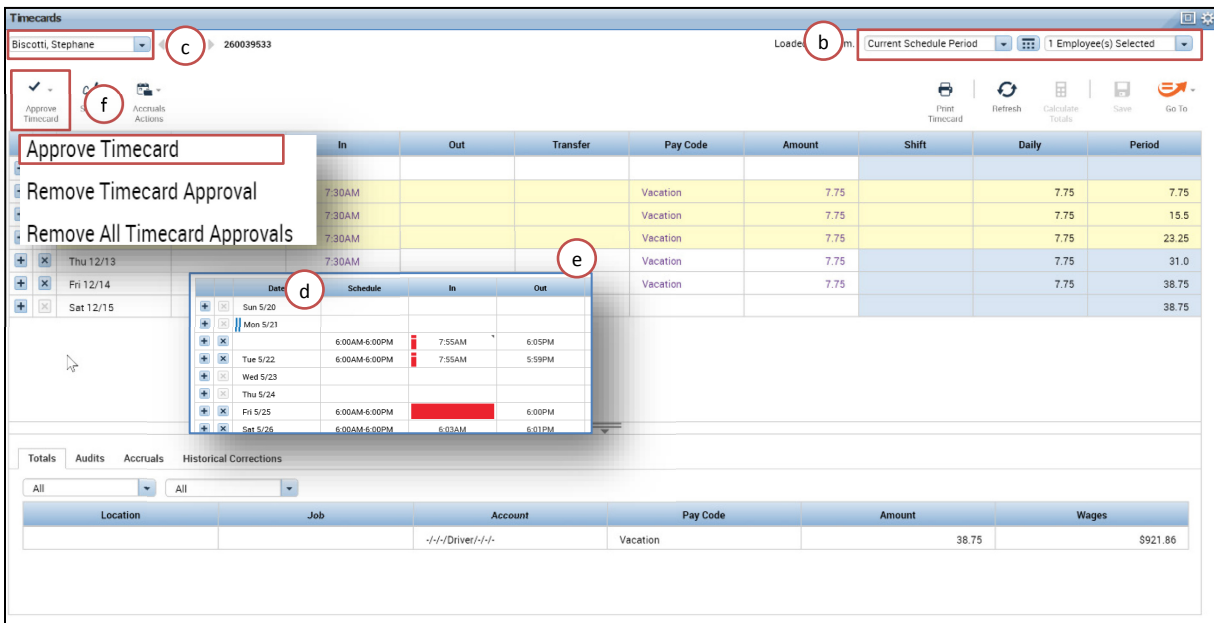 Timecards
Biscotti, Stephane c 260039533 Loade b m. Current Schedule Period 1 Employee(s) Selected
f
Approve Timecard
Accruals Actions
Print Timecard
Refresh
Calculate Totals
Save
Go To
Approve Timecard
Remove Timecard Approval
Remove All Timecard Approvals
In Out Transfer Pay Code Amount Shift Daily Period
7:30AM Vacation 7.75 7.75 7.75
7:30AM Vacation 7.75 7.75 15.5
7:30AM Vacation 7.75 7.75 23.25
Thu 12/13 7:30AM Vacation 7.75 7.75 31.0
Fri 12/14 Vacation 7.75 7.75 38.75
Sat 12/15 38.75
e
d
Date Schedule In Out
Sun 5/20
Mon 5/21
6:00AM-6:00PM 7:55AM 6:05PM
Tue 5/22 6:00AM-6:00PM 7:55AM 5:59PM
Wed 5/23
Thu 5/24
Fri 5/25 6:00AM-6:00PM 6:00PM
Sat 5/26 6:00AM-6:00PM 6:03AM 6:01PM
Totals Audits Accruals Historical Corrections
All All
Location Job Account Pay Code Amount Wages
-/-/-/Driver/-/-/- Vacation 38.75 $921.86